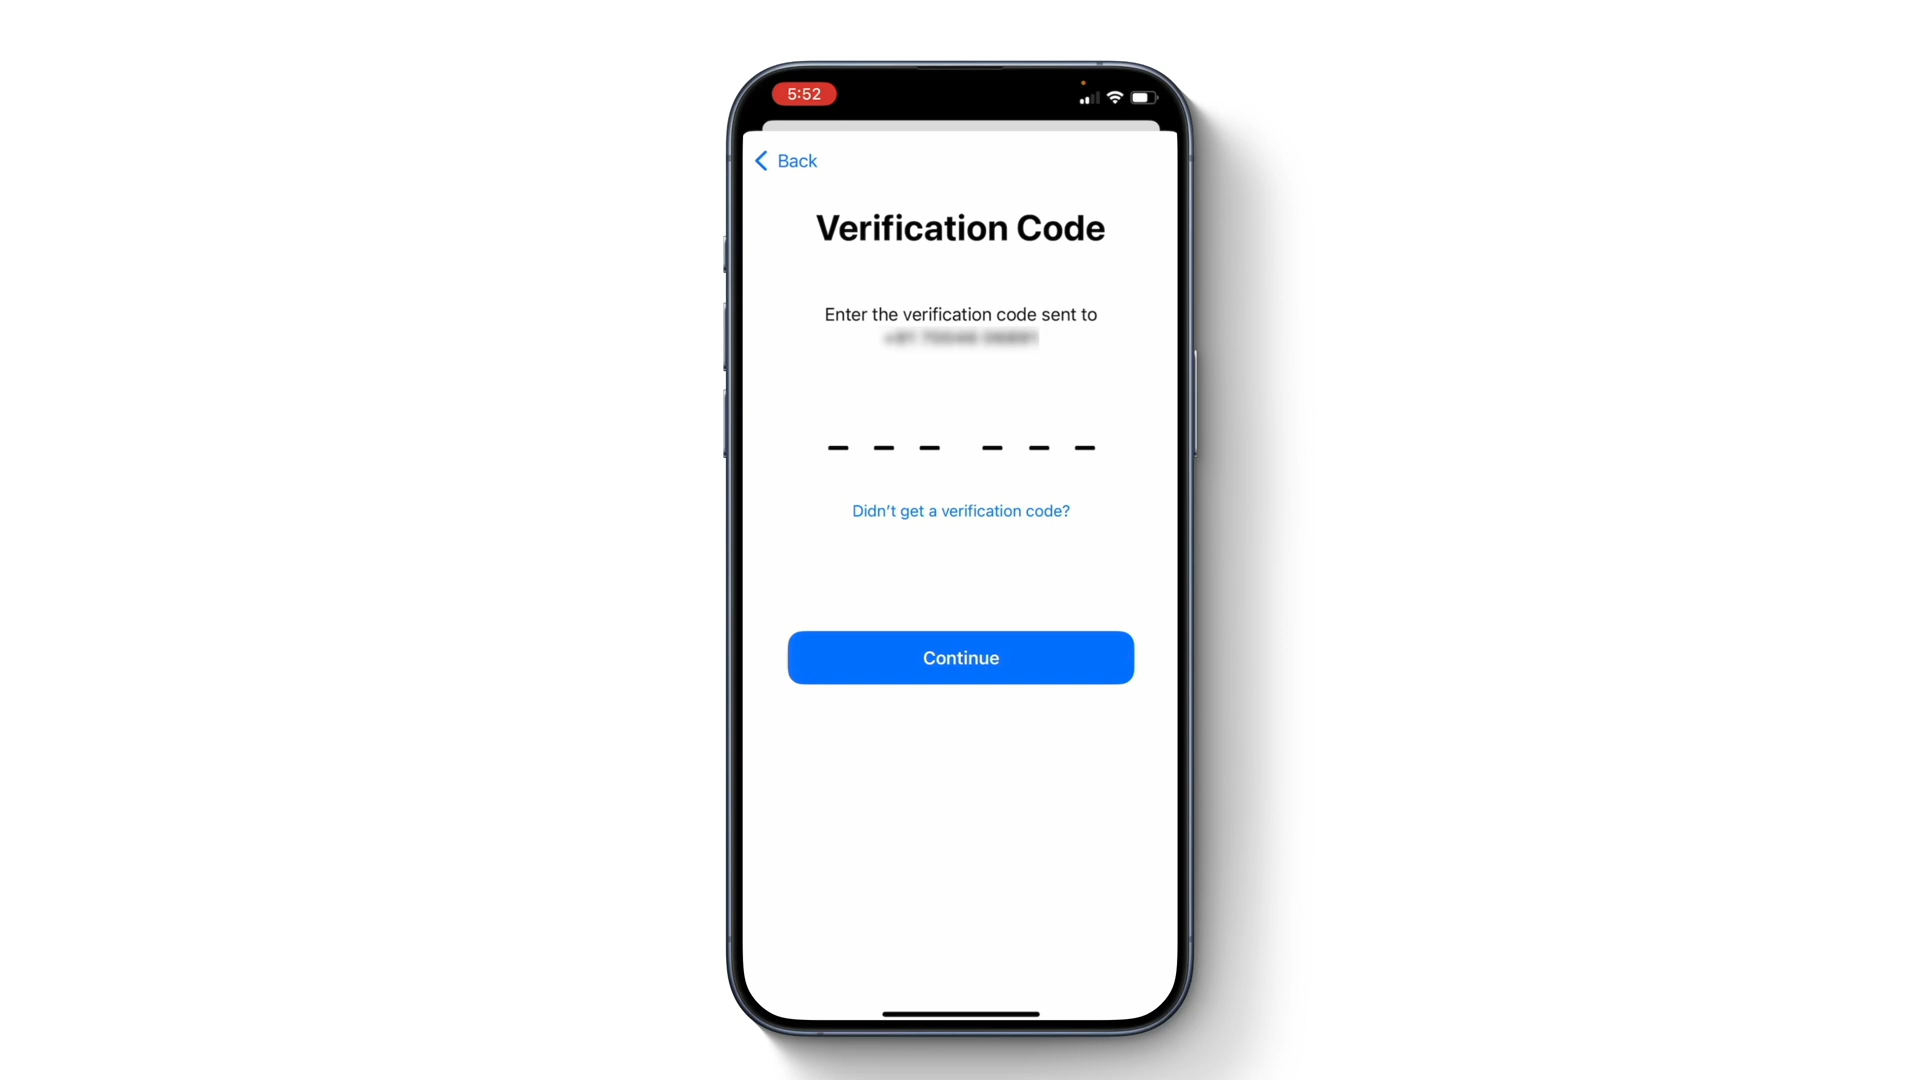 5:52
Back
Verification Code
Enter the verification code sent to
Didn’t get a verification code?
Continue